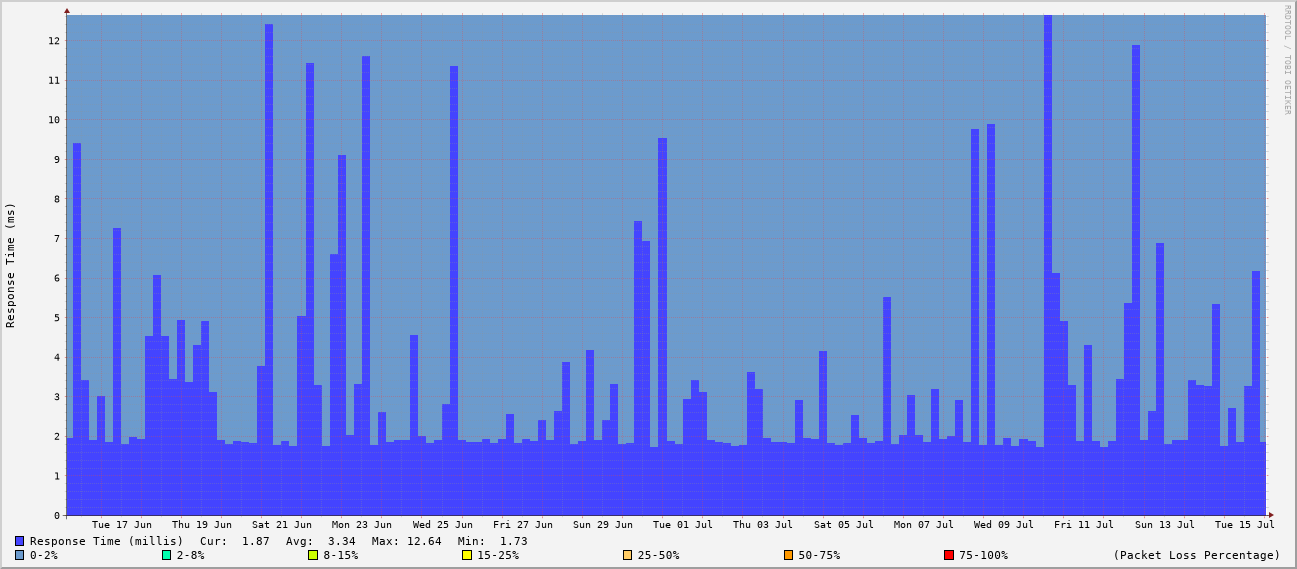 RRDTOOL / TOBI OETIKER
Response Time (ms)
12
11
10
9
8
7
6
5
4
3
2
1
0
Tue 17 Jun Thu 19 Jun Sat 21 Jun Mon 23 Jun Wed 25 Jun Fri 27 Jun Sun 29 Jun Tue 01 Jul Thu 03 Jul Sat 05 Jul Mon 07 Jul Wed 09 Jul Fri 11 Jul Sun 13 Jul Tue 15 Jul
Response Time (millis) Cur: 1.87 Avg: 3.34 Max: 12.64 Min: 1.73
0-2% 2-8% 8-15% 15-25% 25-50% 50-75% 75-100% (Packet Loss Percentage)